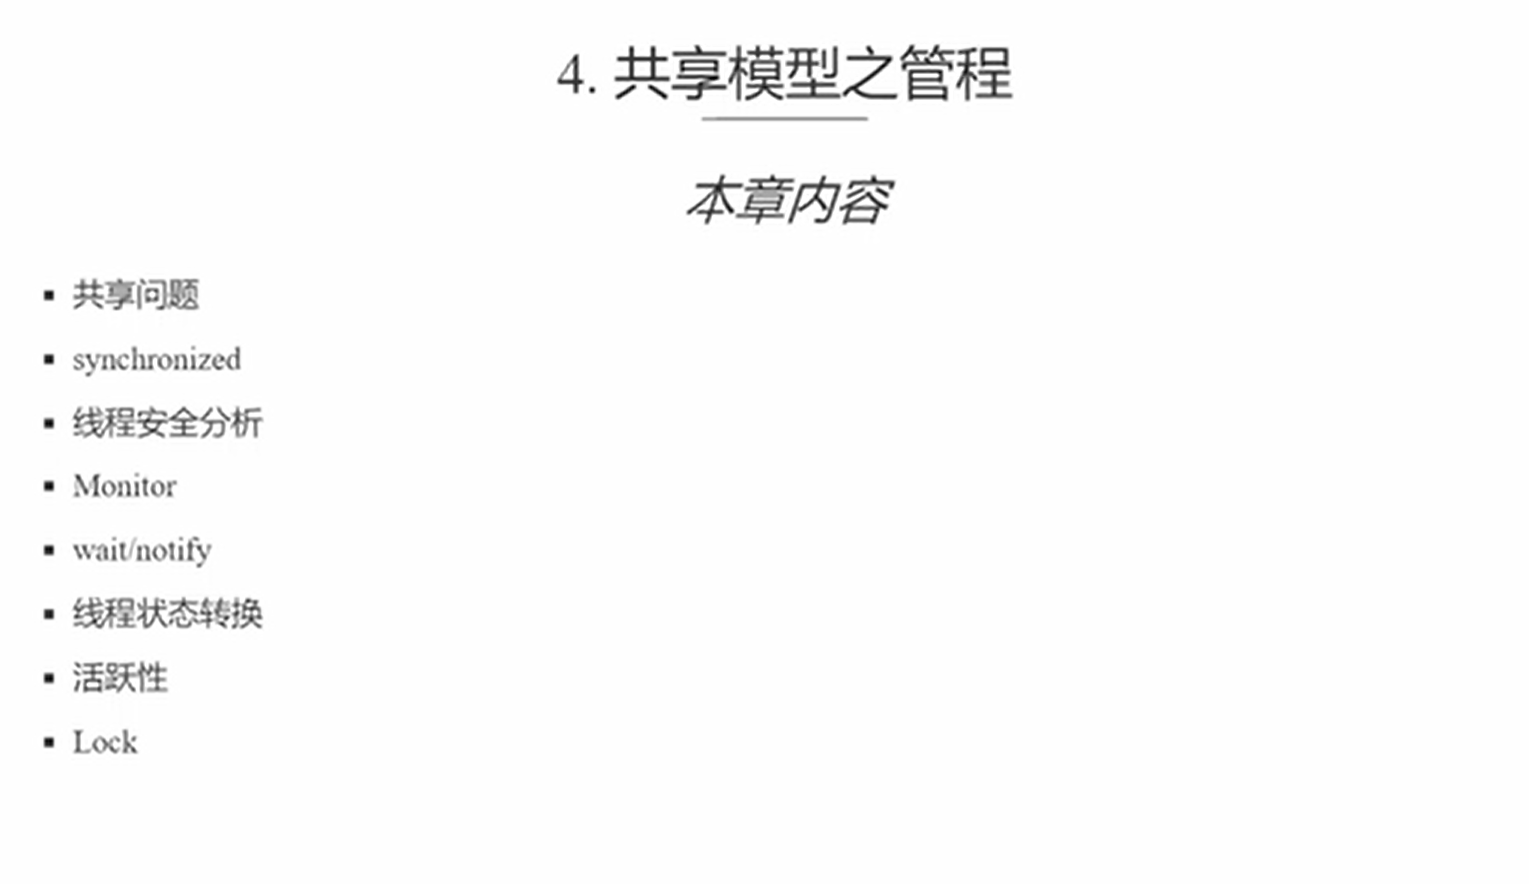 4. 共享模型之管程
本章内容
▪ 共享问题
▪ synchronized
▪ 线程安全分析
▪ Monitor
▪ wait/notify
▪ 线程状态转换
▪ 活跃性
▪ Lock